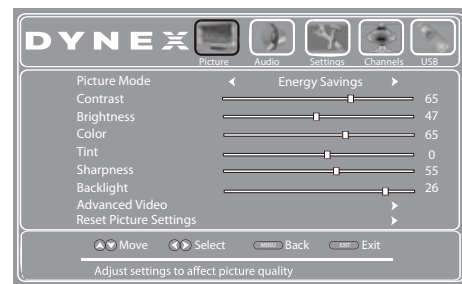 DYNEX
Picture Audio Settings Channels USB
Picture Mode Energy Savings
Contrast 65
Brightness 47
Color 65
Tint 0
Sharpness 55
Backlight 26
Advanced Video
Reset Picture Settings
Move Select MENU Back EXIT Exit
Adjust settings to affect picture quality